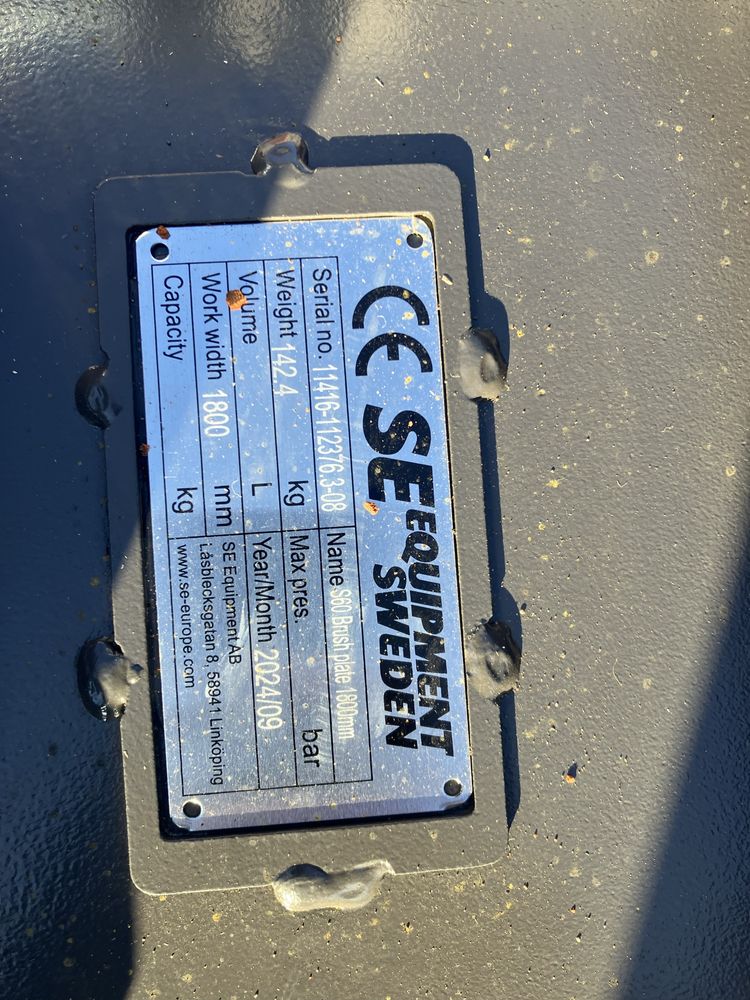 CE SE EQUIPMENT
SWEDEN
Serial no. 11416-112376.3-08
Name S60 Brush plate 1800mm
Weight 142.4 kg
Max pres. bar
Volume L
Year/Month 2024/09
Work width 1800 mm
SE Equipment AB
Låsblecksgatan 8, 58941 Linköping
www.se-europe.com
Capacity kg